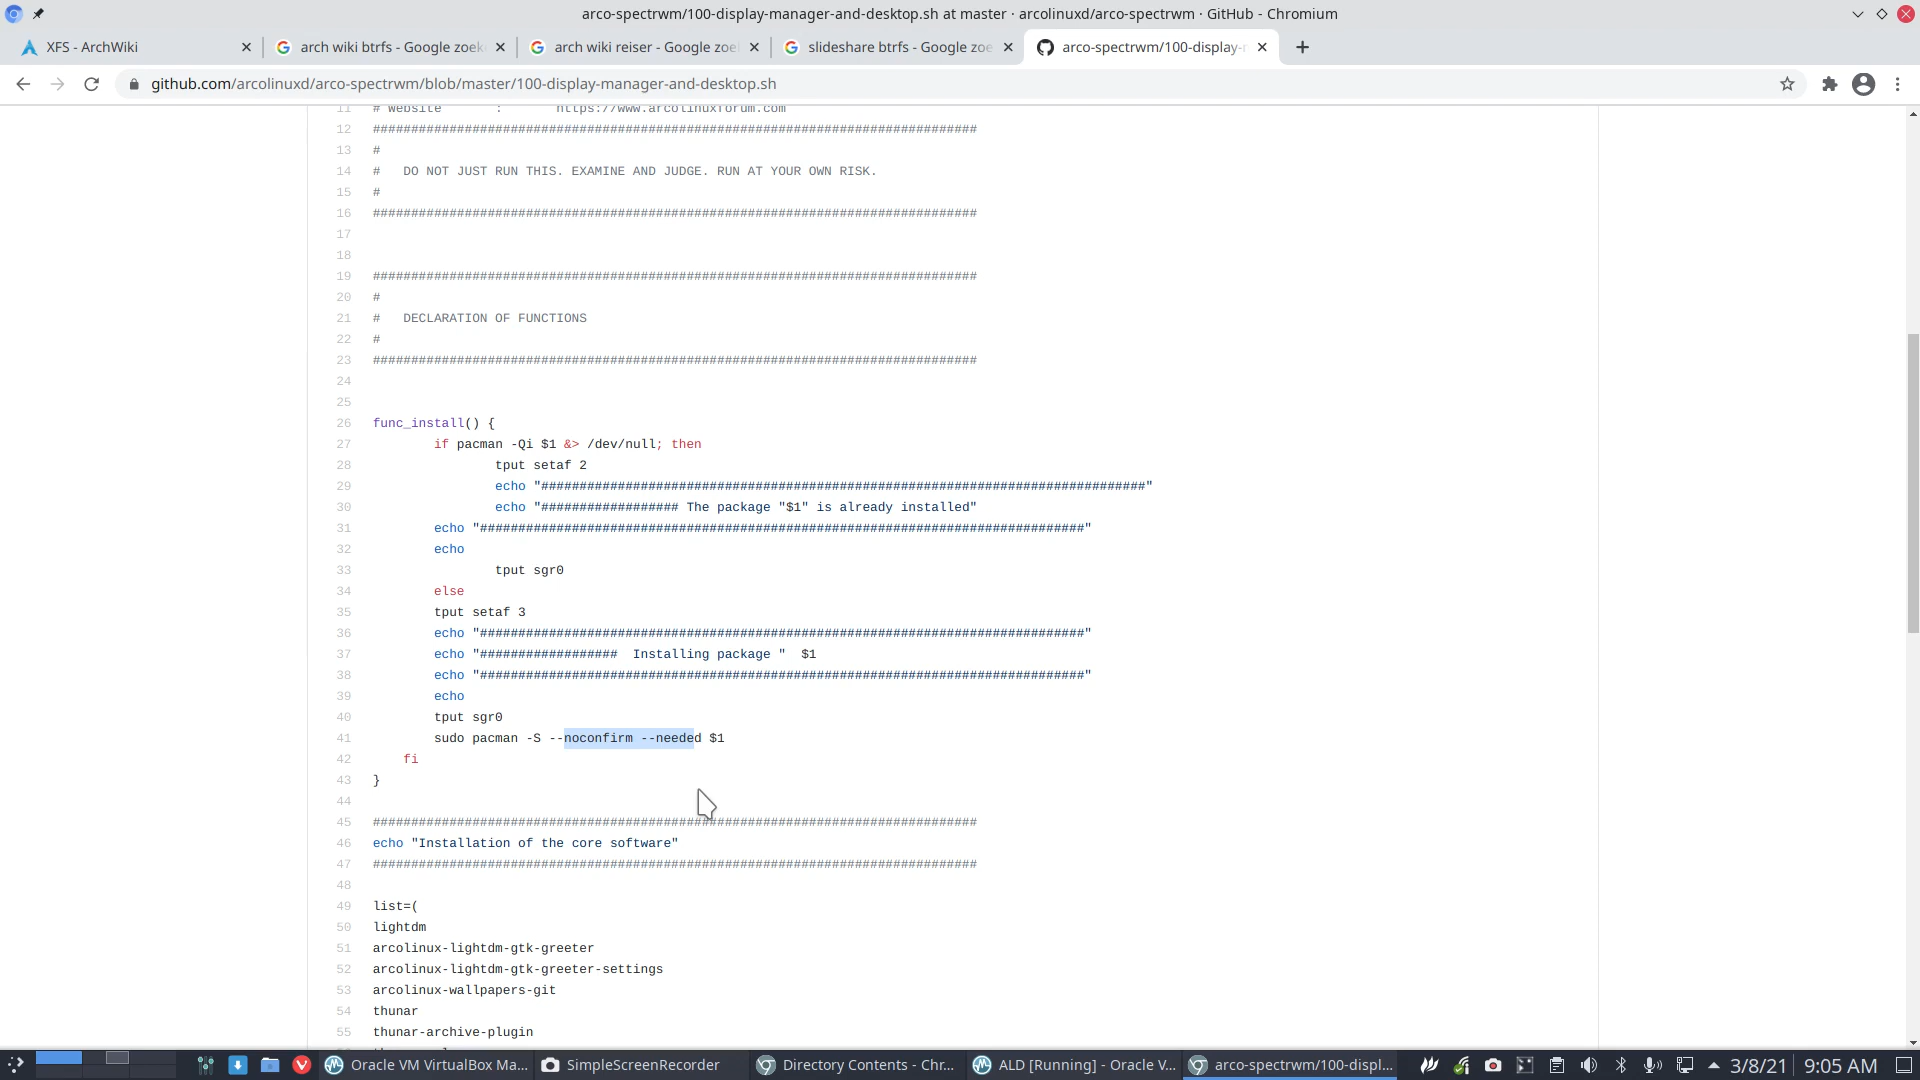 arco-spectrwm/100-display-manager-and-desktop.sh at master · arcolinuxd/arco-spectrwm · GitHub - Chromium
XFS - ArchWiki
arch wiki btrfs - Google zoek
arch wiki reiser - Google zoe
slideshare btrfs - Google zoe
arco-spectrwm/100-display-
github.com/arcolinuxd/arco-spectrwm/blob/master/100-display-manager-and-desktop.sh
11 # Website : https://www.arcolinuxforum.com
12 ###############################################################################
13 #
14 #   DO NOT JUST RUN THIS. EXAMINE AND JUDGE. RUN AT YOUR OWN RISK.
15 #
16 ###############################################################################
17
18
19 ###############################################################################
20 #
21 #   DECLARATION OF FUNCTIONS
22 #
23 ###############################################################################
24
25
26 func_install() {
27 if pacman -Qi $1 &> /dev/null; then
28 tput setaf 2
29 echo "###############################################################################"
30 echo "################## The package "$1" is already installed"
31 echo "###############################################################################"
32 echo
33 tput sgr0
34 else
35 tput setaf 3
36 echo "###############################################################################"
37 echo "##################  Installing package "  $1
38 echo "###############################################################################"
39 echo
40 tput sgr0
41 sudo pacman -S --noconfirm --needed $1
42 fi
43 }
44
45 ###############################################################################
46 echo "Installation of the core software"
47 ###############################################################################
48
49 list=(
50 lightdm
51 arcolinux-lightdm-gtk-greeter
52 arcolinux-lightdm-gtk-greeter-settings
53 arcolinux-wallpapers-git
54 thunar
55 thunar-archive-plugin
Oracle VM VirtualBox Ma...
SimpleScreenRecorder
Directory Contents - Chr...
ALD [Running] - Oracle V...
arco-spectrwm/100-displ...
3/8/21
9:05 AM